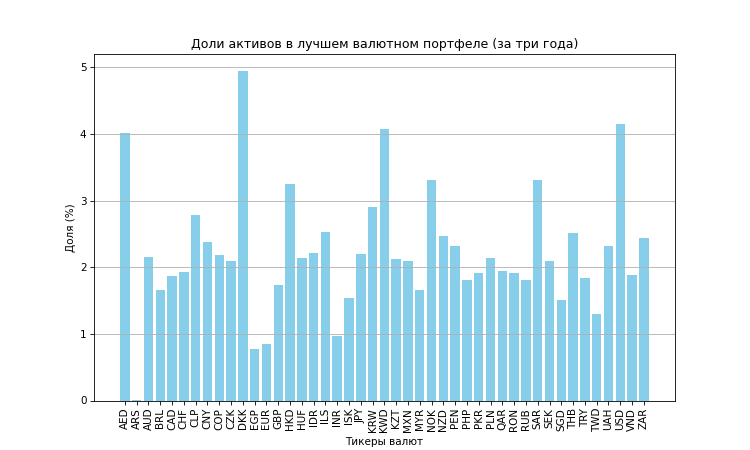 Доли активов в лучшем валютном портфеле (за три года)
Доля (%)
5
4
3
2
1
0
AED ARS AUD BRL CAD CHF CLP CNY COP CZK DKK EGP EUR GBP HKD HUF IDR ILS INR ISK JPY KRW KWD KZT MXN MYR NOK NZD PEN PHP PKR PLN QAR RON RUB SAR SEK SGD THB TRY TWD UAH USD VND ZAR
Тикеры валют